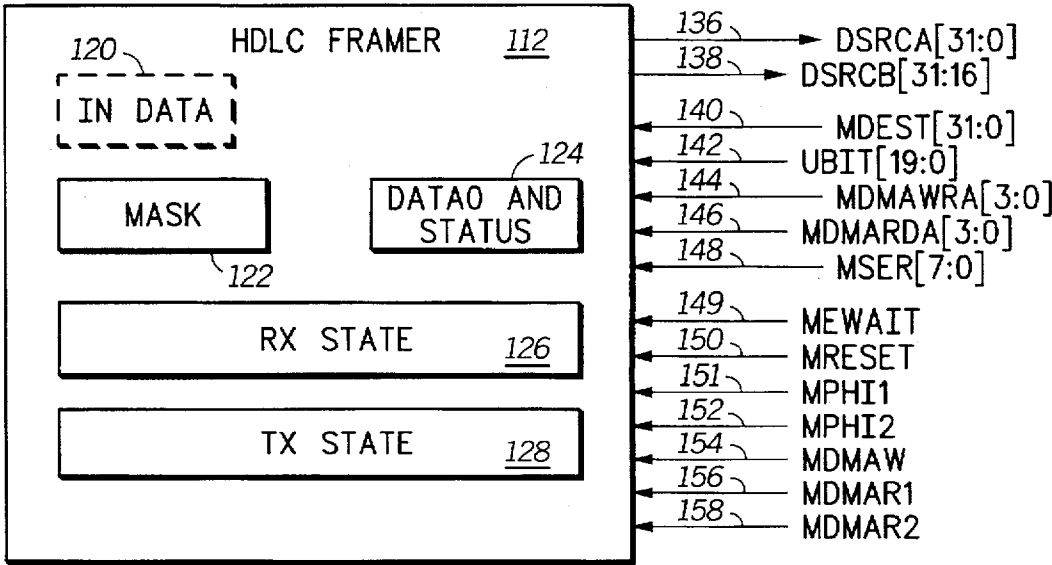 HDLC FRAMER 112
120
IN DATA
MASK
122
124
DATAO AND
STATUS
RX STATE 126
TX STATE 128
136 DSRCA[31:0]
138 DSRCB[31:16]
140 MDEST[31:0]
142 UBIT[19:0]
144 MDMAWRA[3:0]
146 MDMARDA[3:0]
148 MSER[7:0]
149 MEWAIT
150 MRESET
151 MPHI1
152 MPHI2
154 MDMAW
156 MDMAR1
158 MDMAR2